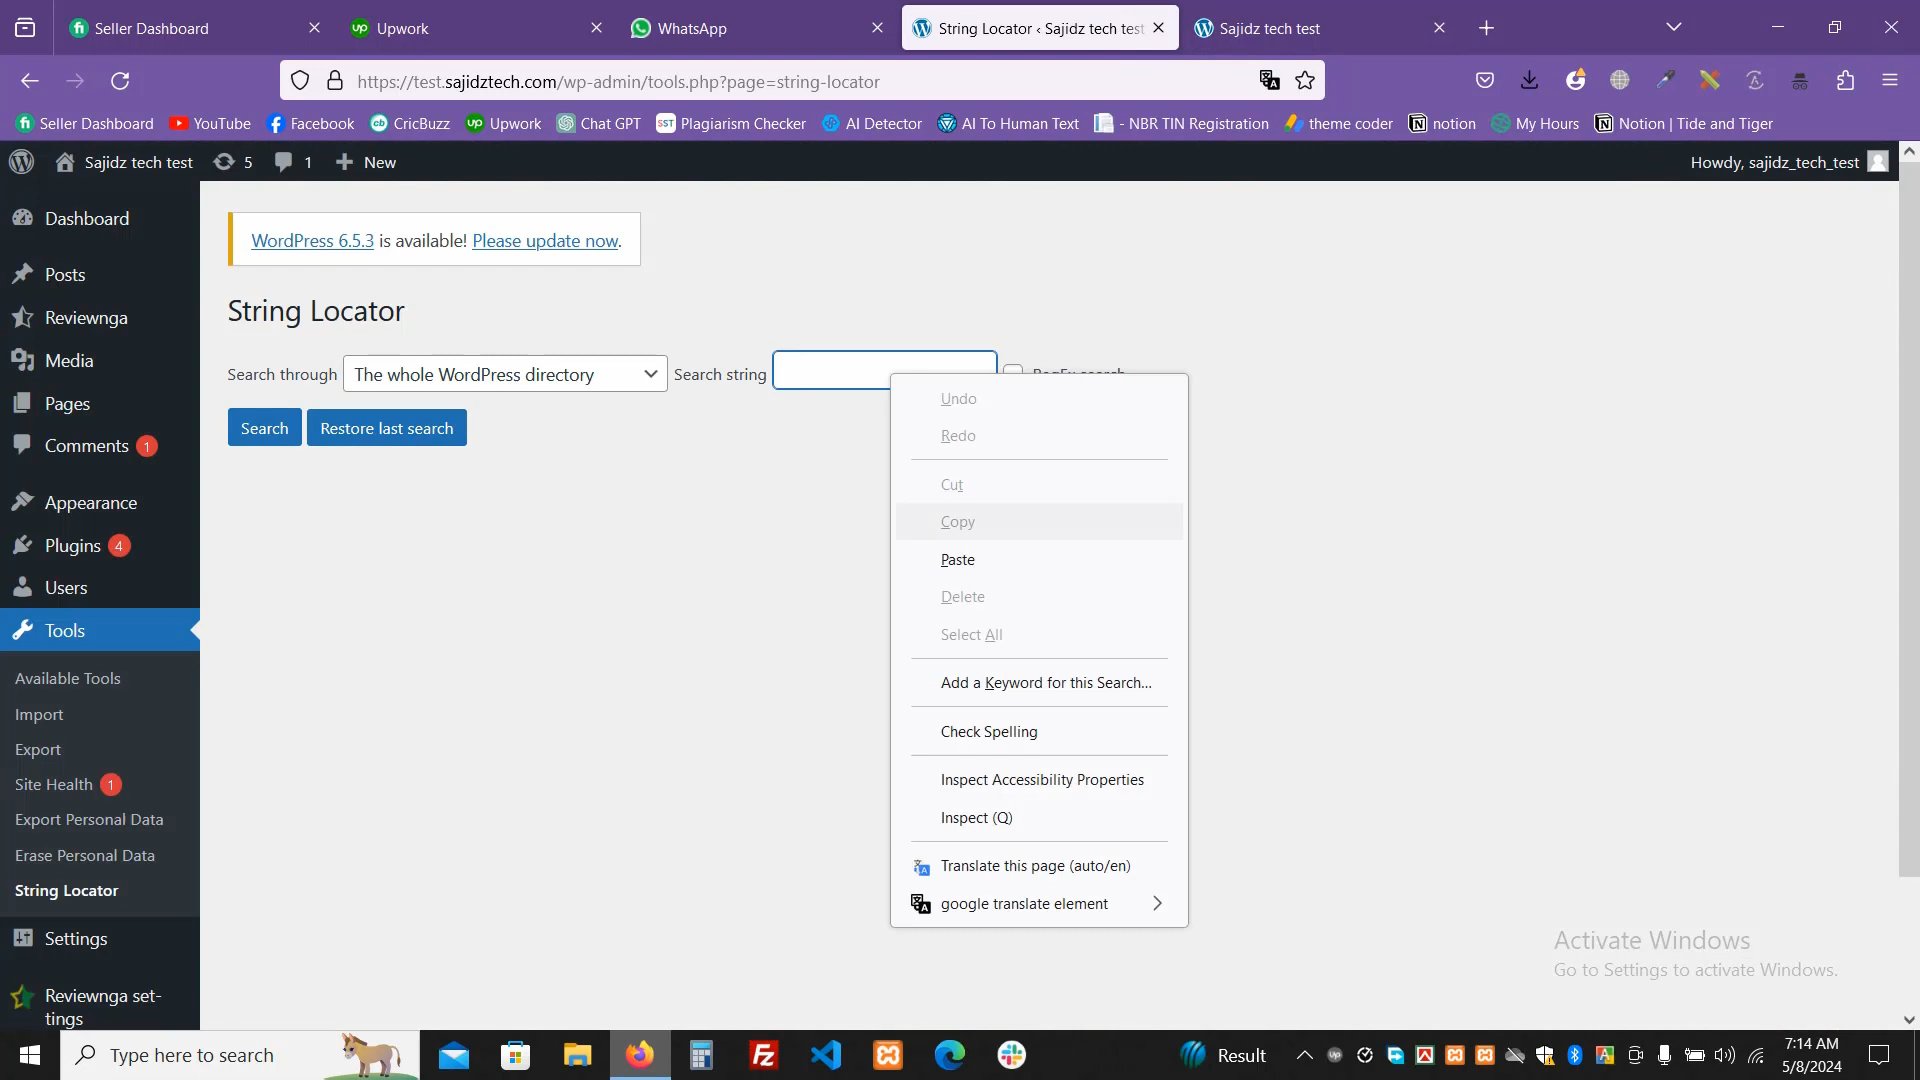 Seller Dashboard
Upwork
WhatsApp
String Locator ‹ Sajidz tech test
Sajidz tech test
https://test.sajidztech.com/wp-admin/tools.php?page=string-locator
Seller Dashboard YouTube Facebook CricBuzz Upwork Chat GPT SST Plagiarism Checker AI Detector AI To Human Text - NBR TIN Registration theme coder notion My Hours Notion | Tide and Tiger
Sajidz tech test 5 1 New Howdy, sajidz_tech_test
Dashboard
Posts
Reviewnga
Media
Pages
Comments 1
Appearance
Plugins 4
Users
Tools
Available Tools
Import
Export
Site Health 1
Export Personal Data
Erase Personal Data
String Locator
Settings
Reviewnga set-
tings
WordPress 6.5.3 is available! Please update now.
String Locator
Search through The whole WordPress directory Search string RegEx search
Search Restore last search
Undo
Redo
Cut
Copy
Paste
Delete
Select All
Add a Keyword for this Search...
Check Spelling
Inspect Accessibility Properties
Inspect (Q)
Translate this page (auto/en)
google translate element
Activate Windows
Go to Settings to activate Windows.
Type here to search
Result
7:14 AM
5/8/2024